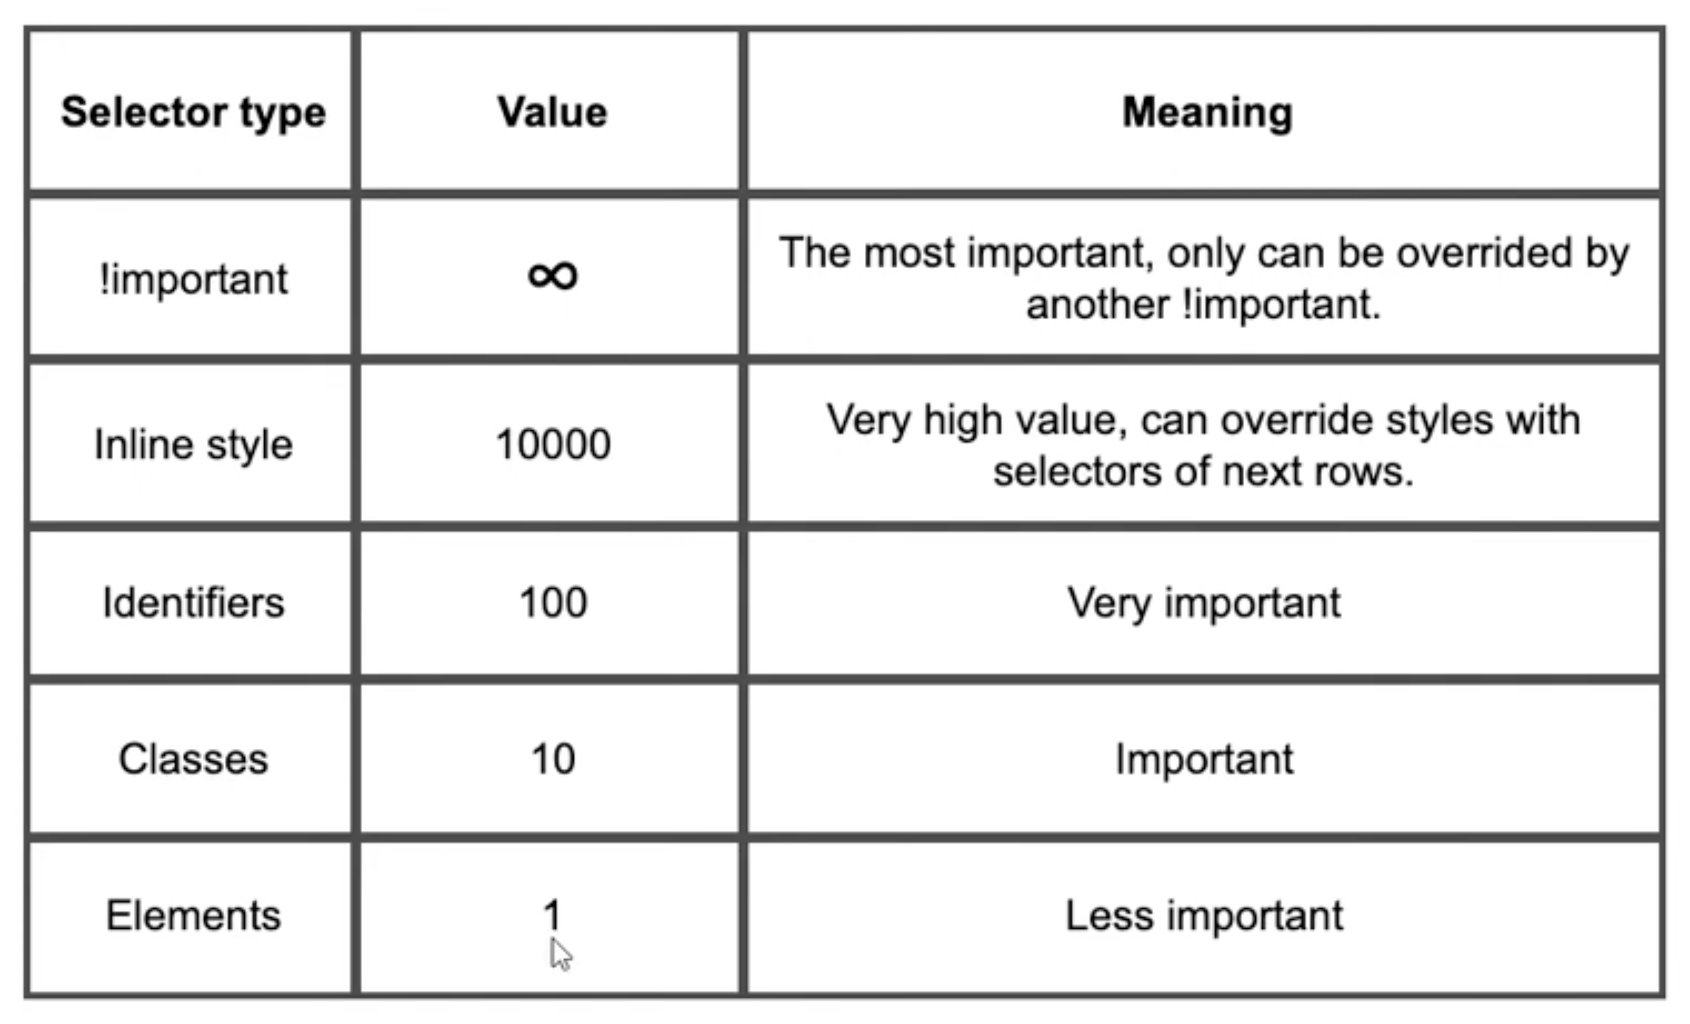 Selector type
Value
Meaning
!important
∞
The most important, only can be overrided by
another !important.
Inline style
10000
Very high value, can override styles with
selectors of next rows.
Identifiers
100
Very important
Classes
10
Important
Elements
1
Less important